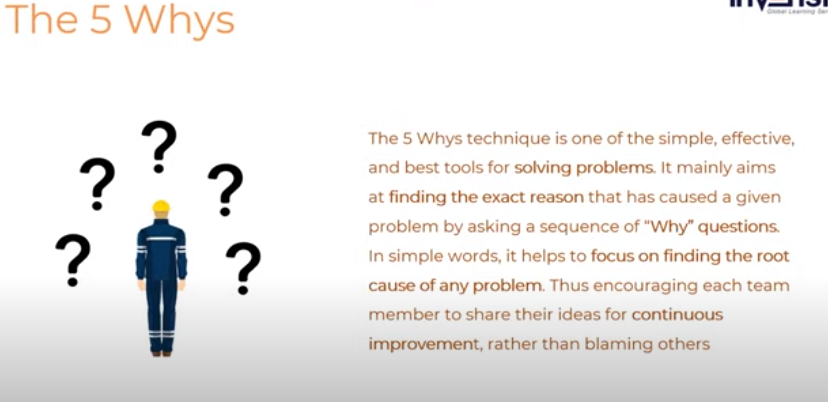 The 5 Whys
Global Learning Ser
?
?
?
?
?
The 5 Whys technique is one of the simple, effective,
and best tools for solving problems. It mainly aims
at finding the exact reason that has caused a given
problem by asking a sequence of “Why” questions.
In simple words, it helps to focus on finding the root
cause of any problem. Thus encouraging each team
member to share their ideas for continuous
improvement, rather than blaming others